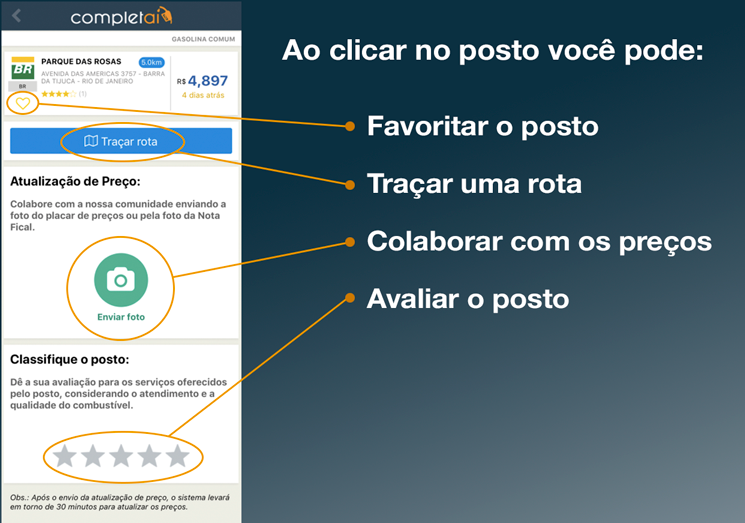 completai
GASOLINA COMUM
PARQUE DAS ROSAS
5.0km
AVENIDA DAS AMERICAS 3757 - BARRA
DA TIJUCA - RIO DE JANEIRO
BR
BR
(1)
R$ 4,897
4 dias atrás
Traçar rota
Atualização de Preço:
Colabore com a nossa comunidade enviando a
foto do placar de preços ou pela foto da Nota
Fical.
Enviar foto
Classifique o posto:
Dê a sua avaliação para os serviços oferecidos
pelo posto, considerando o atendimento e a
qualidade do combustível.
Obs.: Após o envio da atualização de preço, o sistema levará
em torno de 30 minutos para atualizar os preços.
Ao clicar no posto você pode:
Favoritar o posto
Traçar uma rota
Colaborar com os preços
Avaliar o posto